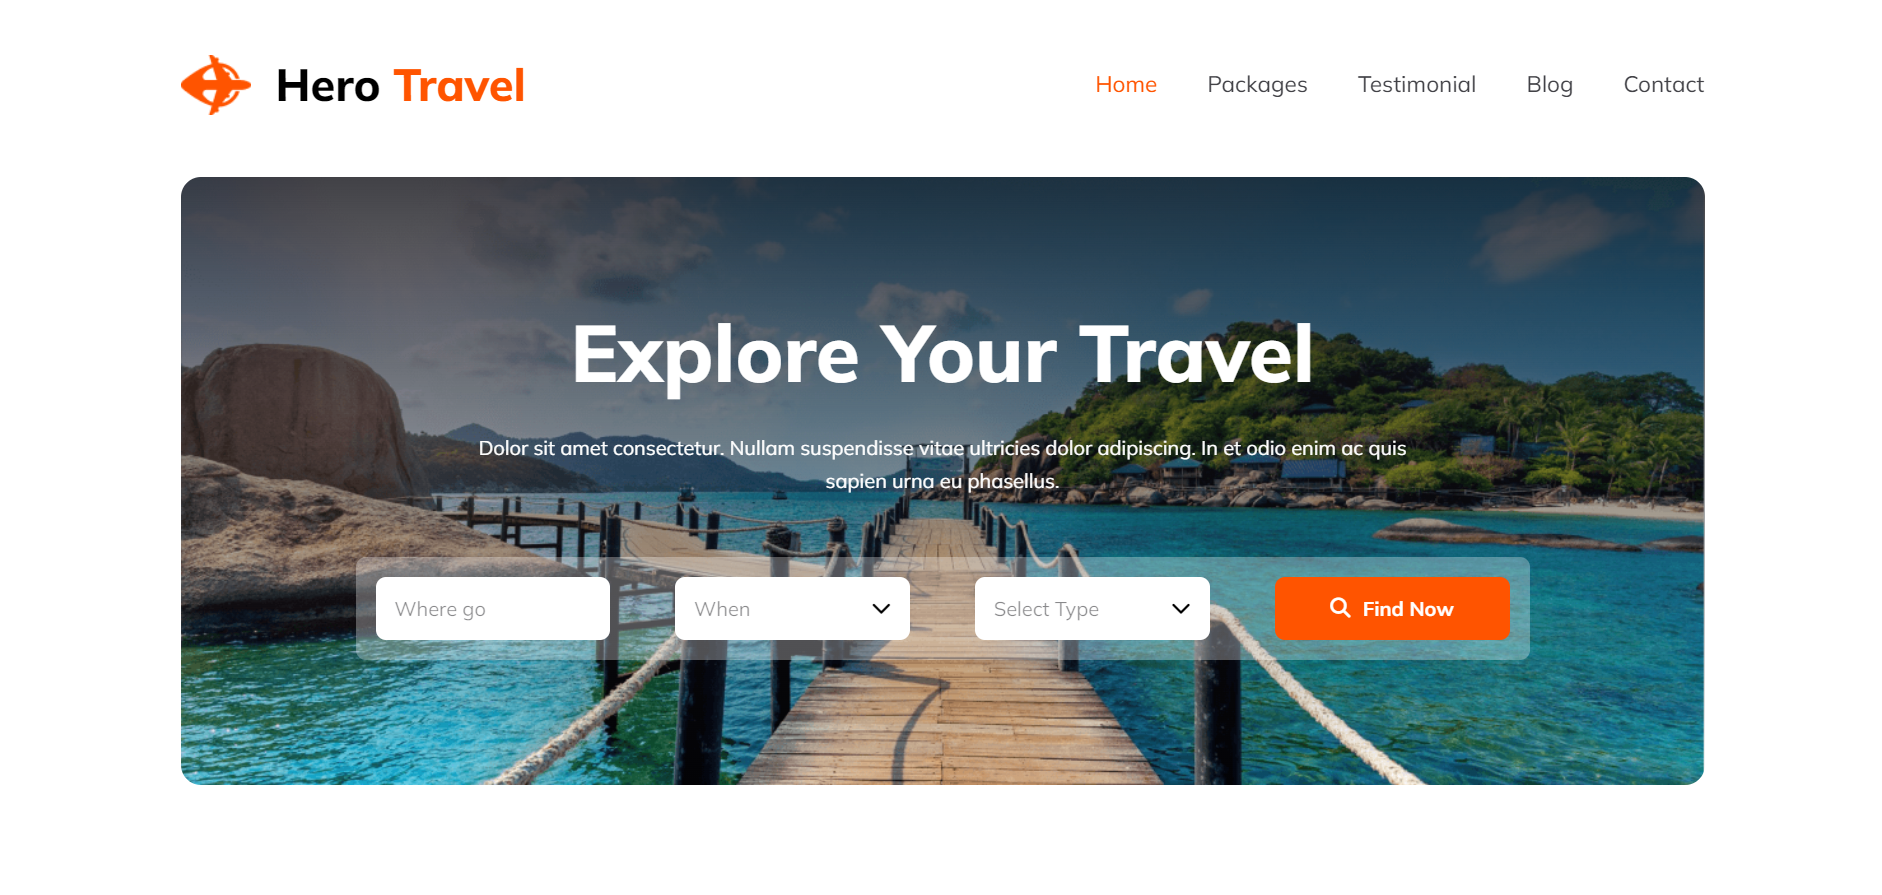 Hero Travel
Home Packages Testimonial Blog Contact
Explore Your Travel
Dolor sit amet consectetur. Nullam suspendisse vitae ultricies dolor adipiscing. In et odio enim ac quis
sapien urna eu phasellus.
Where go When Select Type Find Now